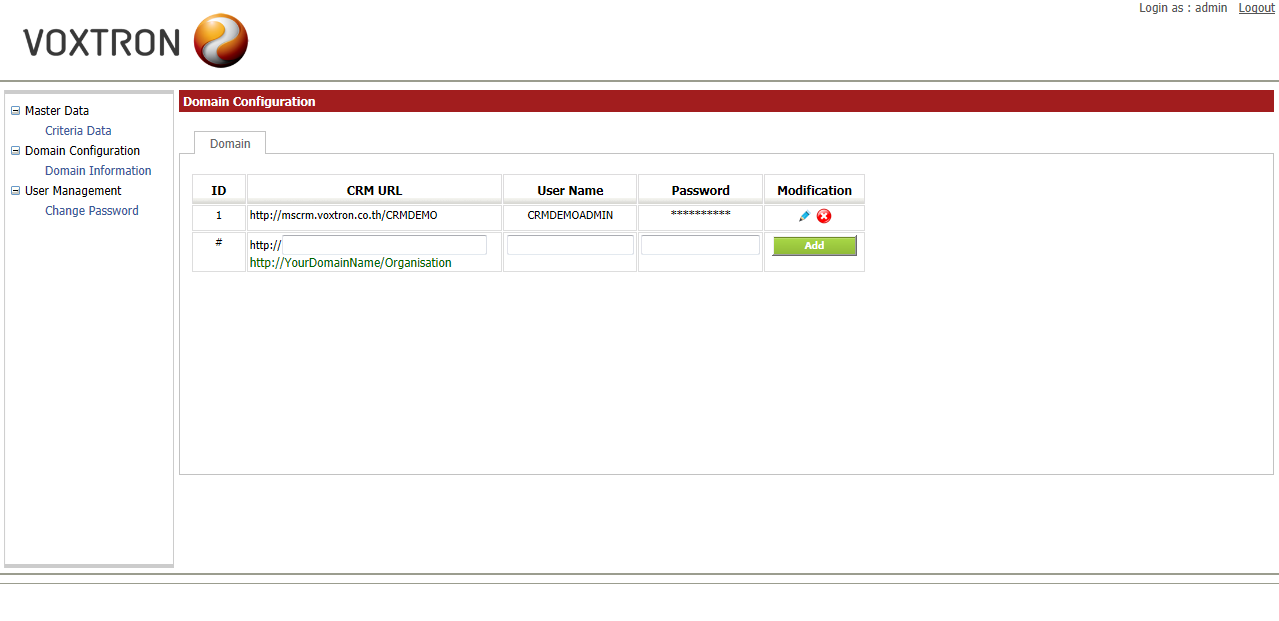 Login as : admin Logout
VOXTRON
Master Data
Criteria Data
Domain Configuration
Domain Information
User Management
Change Password
Domain Configuration
Domain
ID CRM URL User Name Password Modification
1 http://mscrm.voxtron.co.th/CRMDEMO CRMDEMOADMIN **********
# http:// Add
http://YourDomainName/Organisation